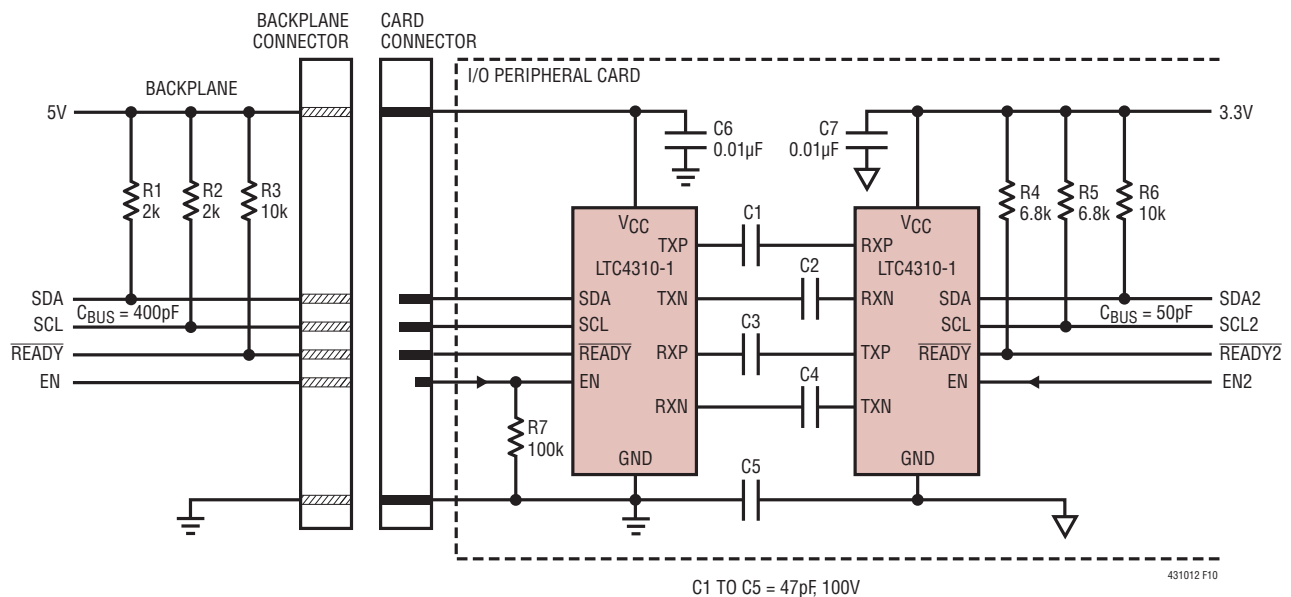 BACKPLANE
CONNECTOR
CARD
CONNECTOR
I/O PERIPHERAL CARD
BACKPLANE
5V
3.3V
C6
0.01µF
C7
0.01µF
R1
2k
R2
2k
R3
10k
R4
6.8k
R5
6.8k
R6
10k
VCC
TXP
LTC4310-1
SDA
TXN
SCL
READY
RXP
EN
RXN
GND
C1
C2
C3
C4
C5
VCC
RXP
LTC4310-1
RXN
SDA
SCL
TXP
READY
EN
TXN
GND
SDA
CBUS = 400pF
SCL
READY
EN
R7
100k
SDA2
CBUS = 50pF
SCL2
READY2
EN2
C1 TO C5 = 47pF, 100V
431012 F10